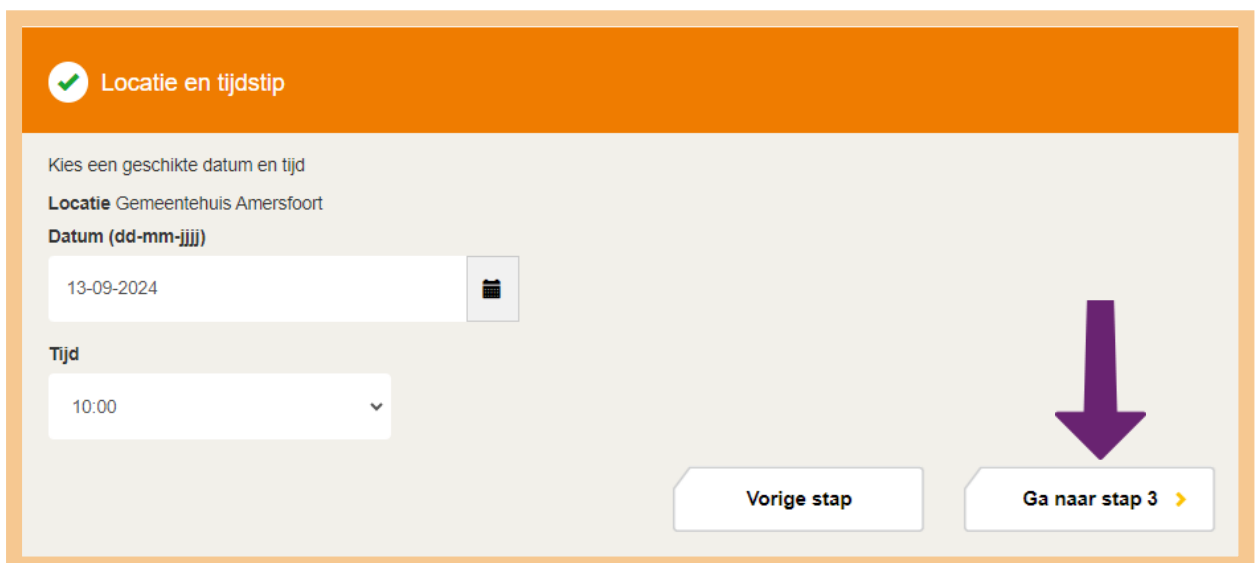 Locatie en tijdstip
Kies een geschikte datum en tijd
Locatie Gemeentehuis Amersfoort
Datum (dd-mm-jjjj)
13-09-2024
Tijd
10:00
Vorige stap
Ga naar stap 3